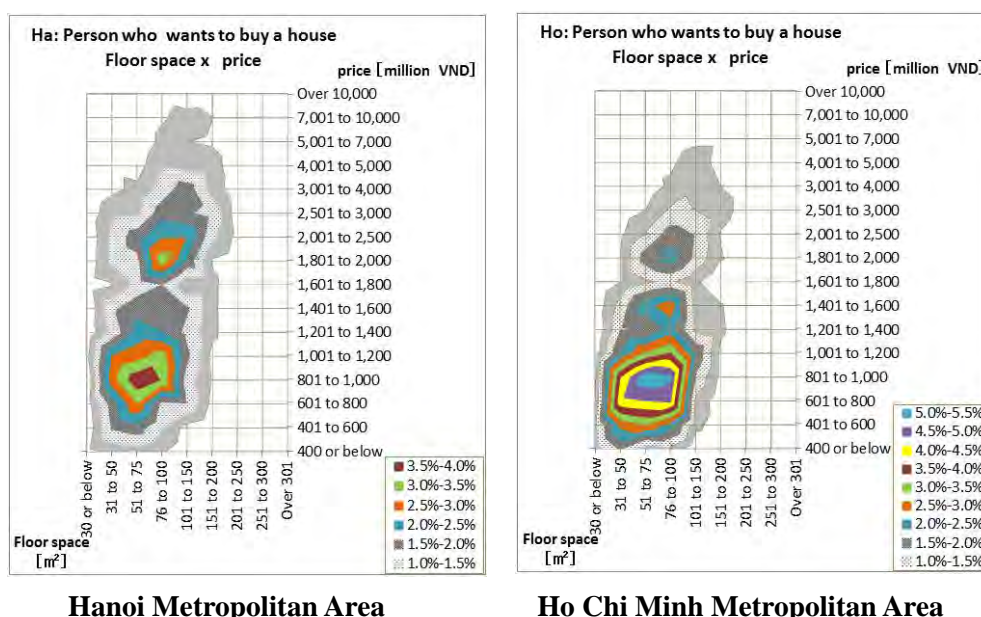 Ha: Person who wants to buy a house
Floor space x price
price [million VND]
Over 10,000
7,001 to 10,000
5,001 to 7,000
4,001 to 5,000
3,001 to 4,000
2,501 to 3,000
2,001 to 2,500
1,801 to 2,000
1,601 to 1,800
1,401 to 1,600
1,201 to 1,400
1,001 to 1,200
801 to 1,000
601 to 800
401 to 600
400 or below
30 or below
31 to 50
51 to 75
76 to 100
101 to 150
151 to 200
201 to 250
251 to 300
Over 301
Floor space
[m²]
3.5%-4.0%
3.0%-3.5%
2.5%-3.0%
2.0%-2.5%
1.5%-2.0%
1.0%-1.5%
Hanoi Metropolitan Area
Ho: Person who wants to buy a house
Floor space x price
price [million VND]
Over 10,000
7,001 to 10,000
5,001 to 7,000
4,001 to 5,000
3,001 to 4,000
2,501 to 3,000
2,001 to 2,500
1,801 to 2,000
1,601 to 1,800
1,401 to 1,600
1,201 to 1,400
1,001 to 1,200
801 to 1,000
601 to 800
401 to 600
400 or below
30 or below
31 to 50
51 to 75
76 to 100
101 to 150
151 to 200
201 to 250
251 to 300
Over 301
Floor space
[m²]
5.0%-5.5%
4.5%-5.0%
4.0%-4.5%
3.5%-4.0%
3.0%-3.5%
2.5%-3.0%
2.0%-2.5%
1.5%-2.0%
1.0%-1.5%
Ho Chi Minh Metropolitan Area